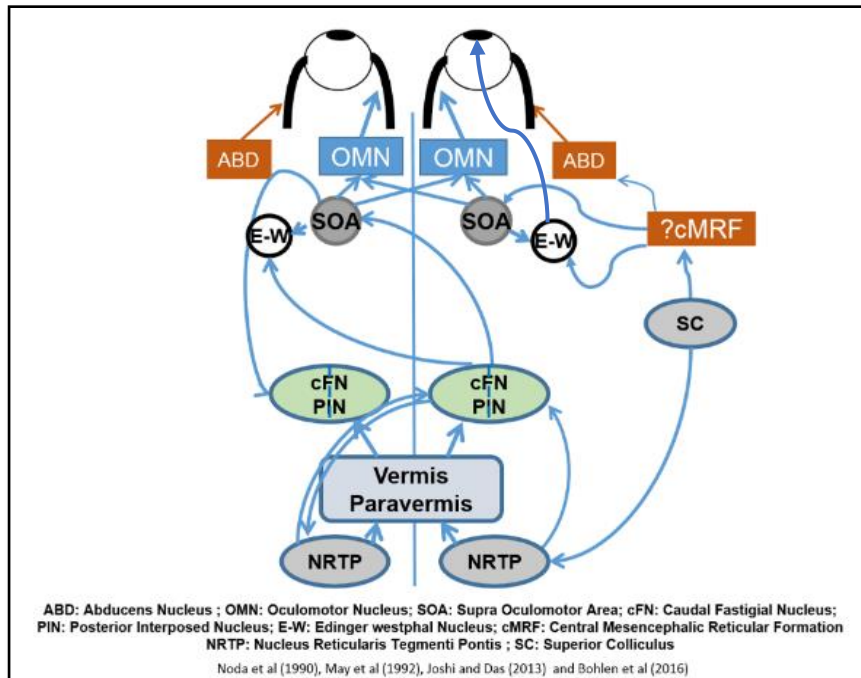 ABD
OMN
OMN
ABD
SOA
SOA
E-W
E-W
?cMRF
SC
cFN
PIN
cFN
PIN
Vermis
Paravermis
NRTP
NRTP
ABD: Abducens Nucleus ; OMN: Oculomotor Nucleus; SOA: Supra Oculomotor Area; cFN: Caudal Fastigial Nucleus;
PIN: Posterior Interposed Nucleus; E-W: Edinger westphal Nucleus; cMRF: Central Mesencephalic Reticular Formation
NRTP: Nucleus Reticularis Tegmenti Pontis ; SC: Superior Colliculus
Noda et al (1990), May et al (1992), Joshi and Das (2013) and Bohlen et al (2016)